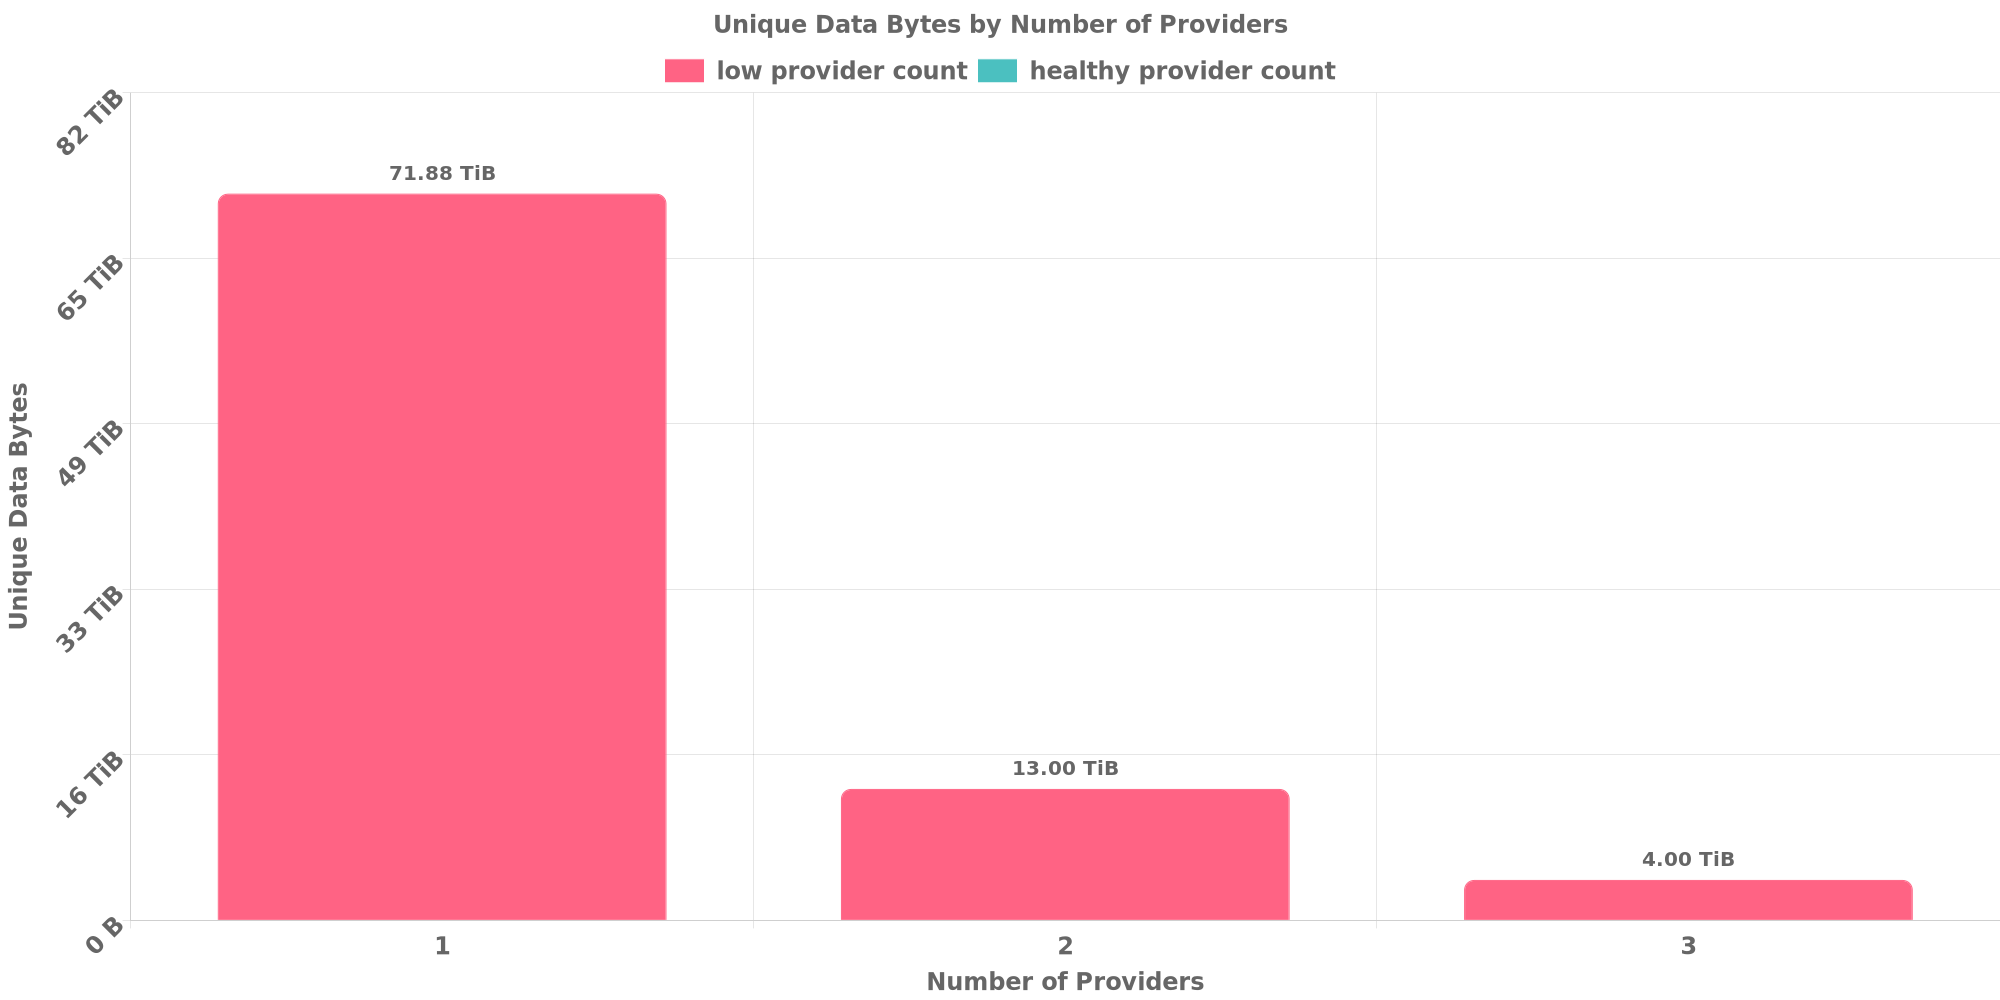 Unique Data Bytes by Number of Providers
low provider count healthy provider count
82 TiB
65 TiB
49 TiB
33 TiB
16 TiB
0 B
Unique Data Bytes
71.88 TiB
13.00 TiB
4.00 TiB
1 2 3
Number of Providers